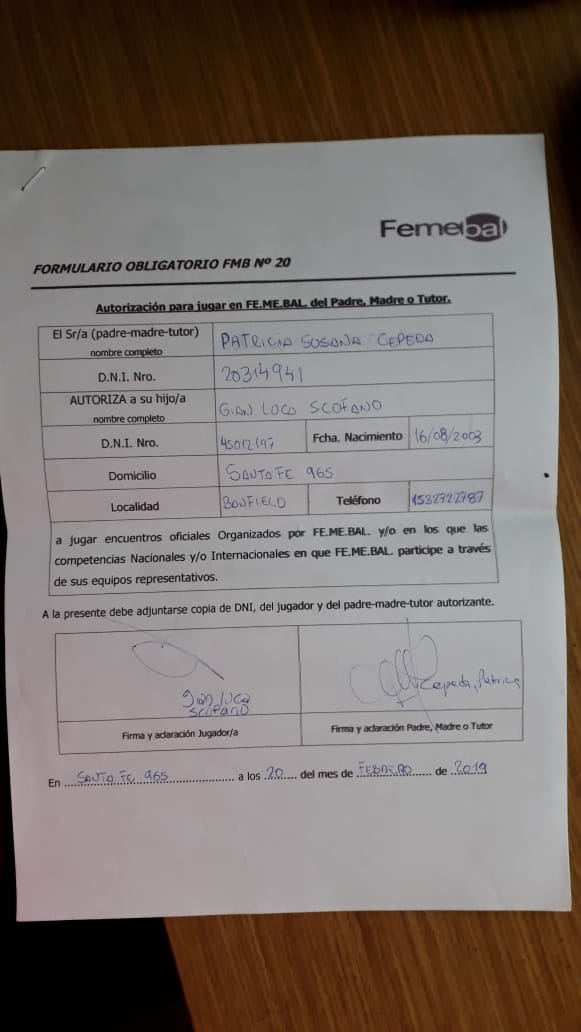 Femebal
FORMULARIO OBLIGATORIO FMB Nº 20
Autorización para jugar en FE.ME.BAL. del Padre, Madre o Tutor.
El Sr/a (padre-madre-tutor) nombre completo PATRICIA SUSANA CEPEDA
D.N.I. Nro. 20314941
AUTORIZA a su hijo/a nombre completo GIAN LUCA SCOFANO
D.N.I. Nro. 45012197 Fcha. Nacimiento 16/08/2003
Domicilio SANTA FE 965
Localidad BANFIELD Teléfono 1532722787
a jugar encuentros oficiales Organizados por FE.ME.BAL. y/o en los que las
competencias Nacionales y/o Internacionales en que FE.ME.BAL. participe a través
de sus equipos representativos.
A la presente debe adjuntarse copia de DNI, del jugador y del padre-madre-tutor autorizante.
gian luca scofano
Cepeda, Patricia
Firma y aclaración Jugador/a
Firma y aclaración Padre, Madre o Tutor
En SANTA FE 965 a los 20 del mes de FEBRERO de 2019